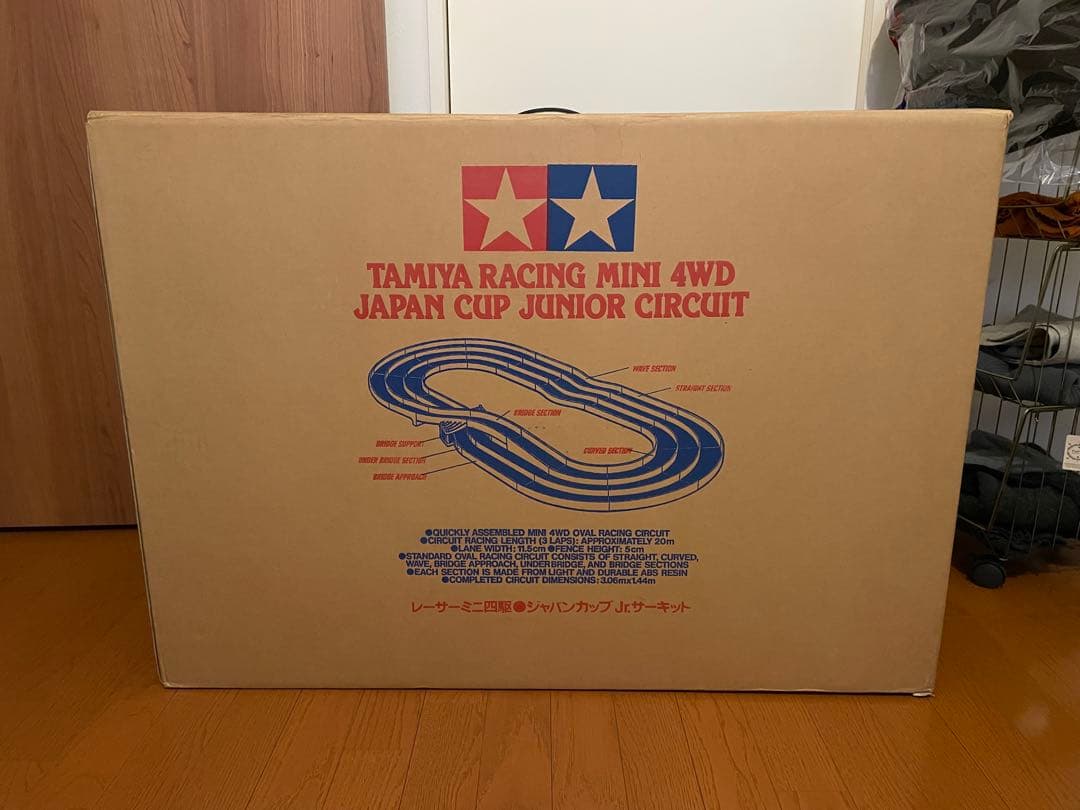 TAMIYA RACING MINI 4WD
JAPAN CUP JUNIOR CIRCUIT
WAVE SECTION
STRAIGHT SECTION
BRIDGE SECTION
BRIDGE SUPPORT
CURVED SECTION
UNDER BRIDGE SECTION
BRIDGE APPROACH
●QUICKLY ASSEMBLED MINI 4WD OVAL RACING CIRCUIT
●CIRCUIT RACING LENGTH (3 LAPS): APPROXIMATELY 20m
●LANE WIDTH: 11.5cm ●FENCE HEIGHT: 5cm
●STANDARD OVAL RACING CIRCUIT CONSISTS OF STRAIGHT, CURVED,
WAVE, BRIDGE APPROACH, UNDERBRIDGE, AND BRIDGE SECTIONS
●EACH SECTION IS MADE FROM LIGHT AND DURABLE ABS RESIN
●COMPLETED CIRCUIT DIMENSIONS: 3.06m×1.44m
レーサーミニ四駆●ジャパンカップ Jr.サーキット